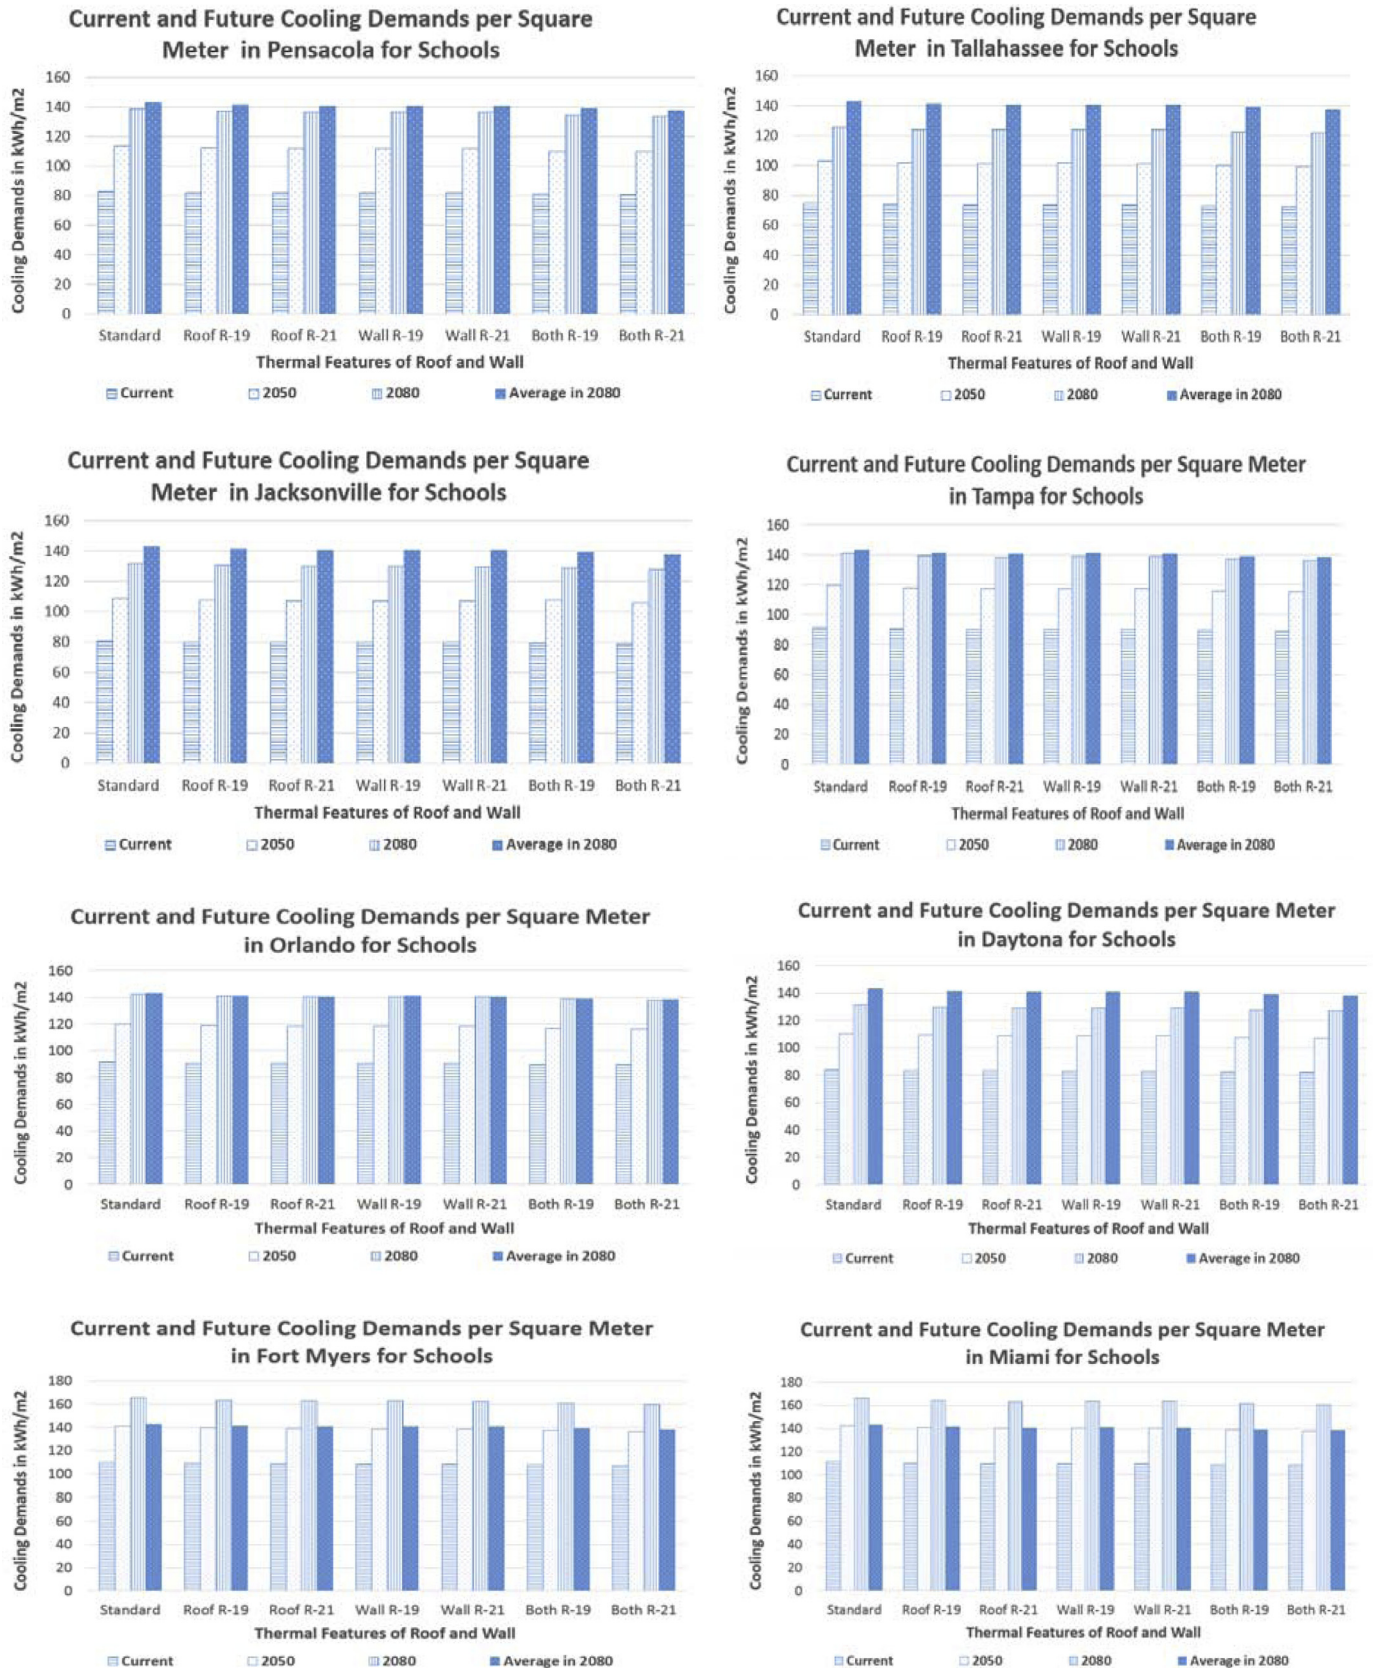 Current and Future Cooling Demands per Square
Meter in Pensacola for Schools
Cooling Demands in kWh/m2
160
140
120
100
80
60
40
20
0
Standard Roof R-19 Roof R-21 Wall R-19 Wall R-21 Both R-19 Both R-21
Thermal Features of Roof and Wall
Current 2050 2080 Average in 2080
Current and Future Cooling Demands per Square
Meter in Tallahassee for Schools
Cooling Demands in kWh/m2
160
140
120
100
80
60
40
20
0
Standard Roof R-19 Roof R-21 Wall R-19 Wall R-21 Both R-19 Both R-21
Thermal Features of Roof and Wall
Current 2050 2080 Average in 2080
Current and Future Cooling Demands per Square
Meter in Jacksonville for Schools
Cooling Demands in kWh/m2
160
140
120
100
80
60
40
20
0
Standard Roof R-19 Roof R-21 Wall R-19 Wall R-21 Both R-19 Both R-21
Thermal Features of Roof and Wall
Current 2050 2080 Average in 2080
Current and Future Cooling Demands per Square Meter
in Tampa for Schools
Cooling Demands in kWh/m2
160
140
120
100
80
60
40
20
0
Standard Roof R-19 Roof R-21 Wall R-19 Wall R-21 Both R-19 Both R-21
Thermal Features of Roof and Wall
Current 2050 2080 Average in 2080
Current and Future Cooling Demands per Square Meter
in Orlando for Schools
Cooling Demands in kWh/m2
160
140
120
100
80
60
40
20
0
Standard Roof R-19 Roof R-21 Wall R-19 Wall R-21 Both R-19 Both R-21
Thermal Features of Roof and Wall
Current 2050 2080 Average in 2080
Current and Future Cooling Demands per Square Meter
in Daytona for Schools
Cooling Demands in kWh/m2
160
140
120
100
80
60
40
20
0
Standard Roof R-19 Roof R-21 Wall R-19 Wall R-21 Both R-19 Both R-21
Thermal Features of Roof and Wall
Current 2050 2080 Average in 2080
Current and Future Cooling Demands per Square Meter
in Fort Myers for Schools
Cooling Demands in kWh/m2
180
160
140
120
100
80
60
40
20
0
Standard Roof R-19 Roof R-21 Wall R-19 Wall R-21 Both R-19 Both R-21
Thermal Features of Roof and Wall
Current 2050 2080 Average in 2080
Current and Future Cooling Demands per Square Meter
in Miami for Schools
Cooling Demands in kWh/m2
180
160
140
120
100
80
60
40
20
0
Standard Roof R-19 Roof R-21 Wall R-19 Wall R-21 Both R-19 Both R-21
Thermal Features of Roof and Wall
Current 2050 2080 Average in 2080